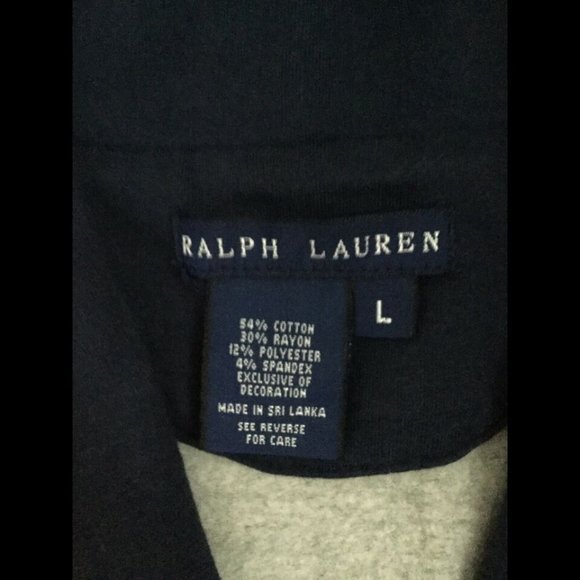 RALPH LAUREN
L
54% COTTON
30% RAYON
12% POLYESTER
4% SPANDEX
EXCLUSIVE OF
DECORATION
MADE IN SRI LANKA
SEE REVERSE
FOR CARE